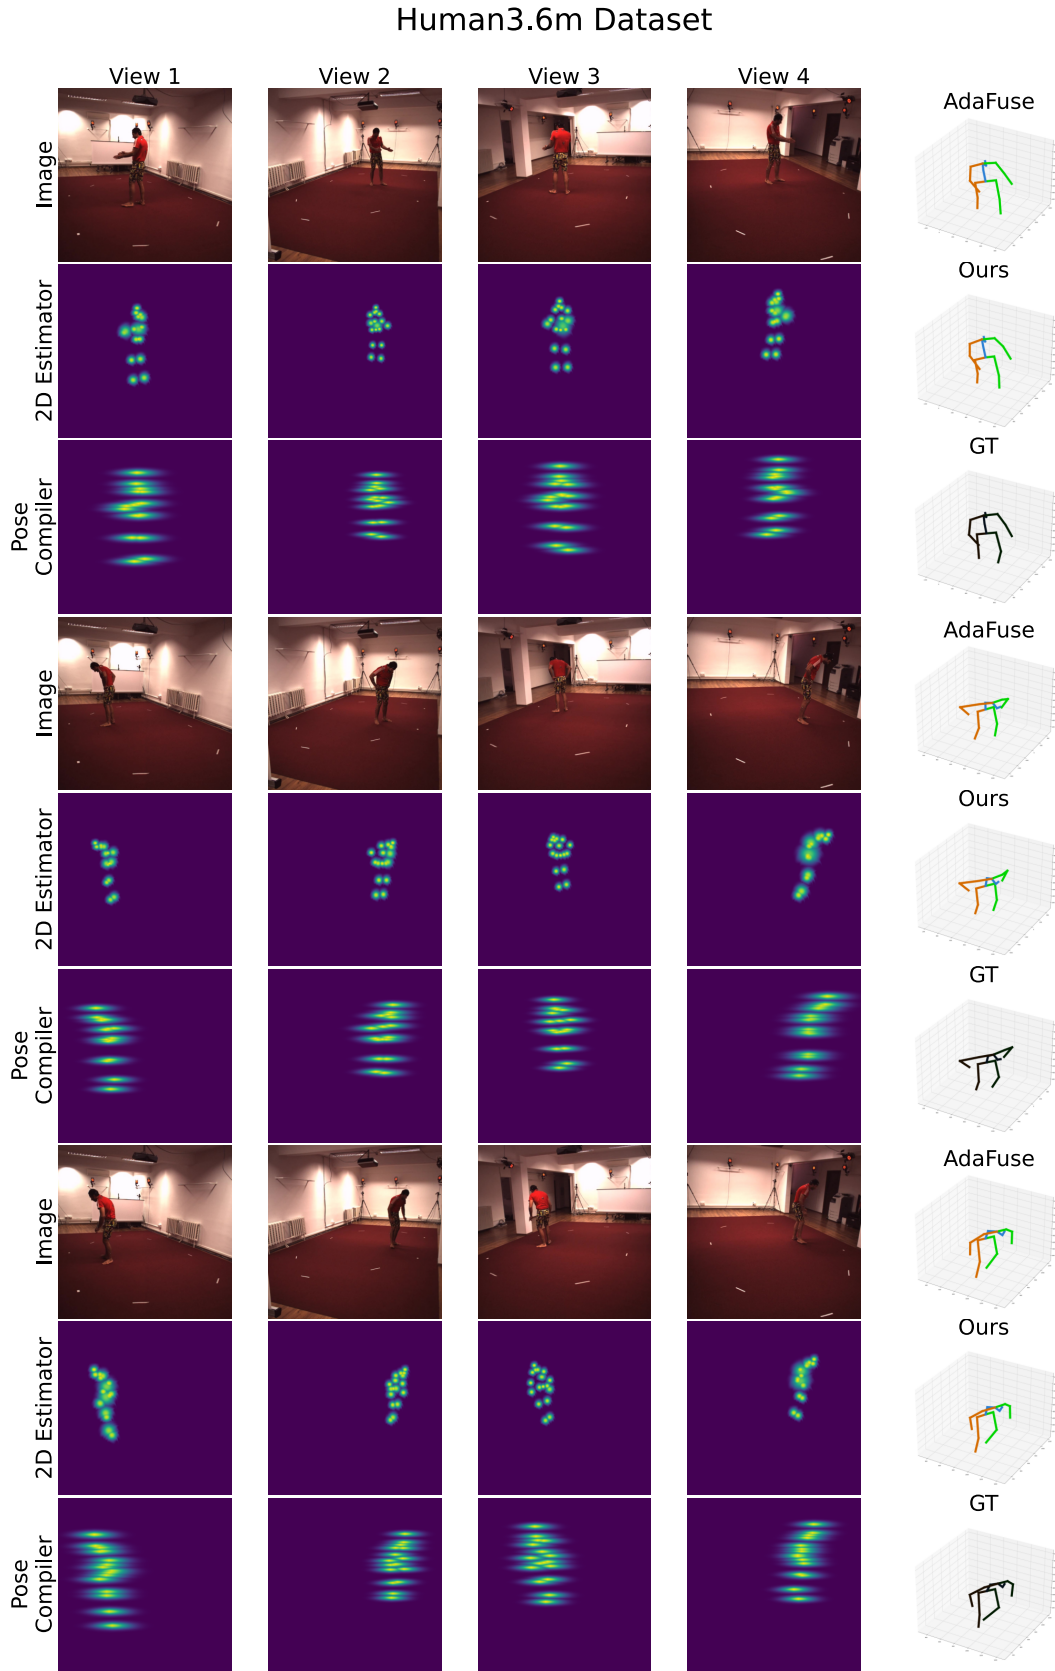 Human3.6m Dataset
View 1 View 2 View 3 View 4
Image
AdaFuse
2D Estimator
Ours
Pose
Compiler
GT
Image
AdaFuse
2D Estimator
Ours
Pose
Compiler
GT
Image
AdaFuse
2D Estimator
Ours
Pose
Compiler
GT